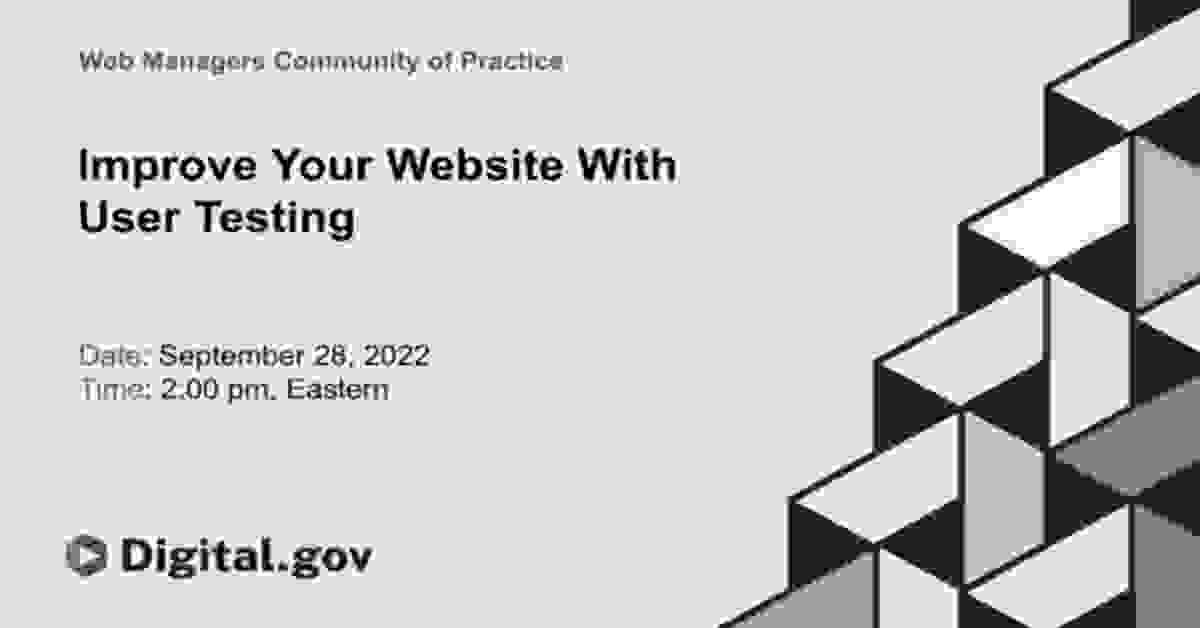 Web Managers Community of Practice
Improve Your Website With
User Testing
Date: September 28, 2022
Time: 2:00 pm, Eastern
Digital.gov